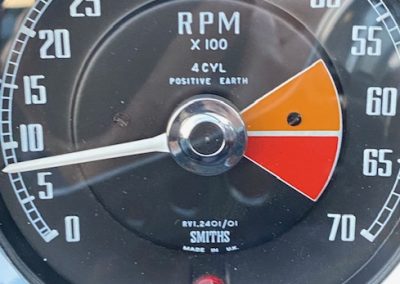 25
20
15
10
5
0
RPM
X 100
4 CYL
POSITIVE EARTH
55
60
65
70
RV1.2401/01
SMITHS
MADE IN U.K.